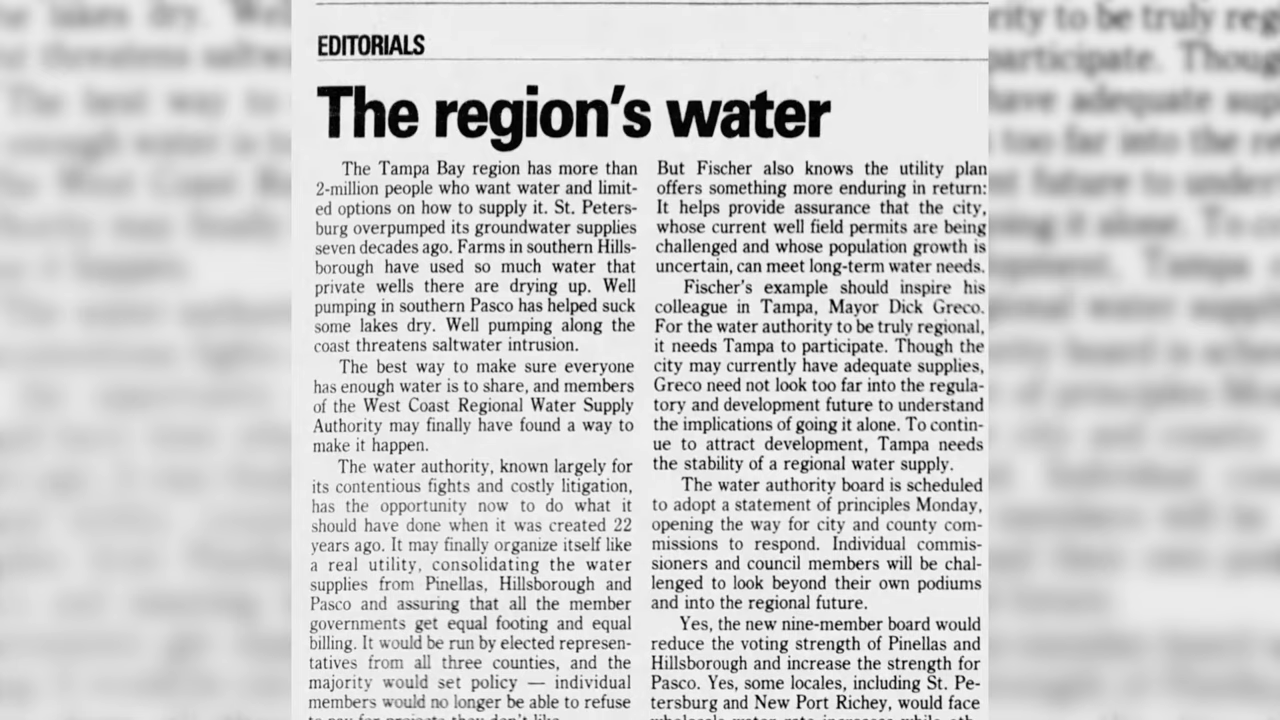 EDITORIALS
The region's water
The Tampa Bay region has more than
2-million people who want water and limit-
ed options on how to supply it. St. Peters-
burg overpumped its groundwater supplies
seven decades ago. Farms in southern Hills-
borough have used so much water that
private wells there are drying up. Well
pumping in southern Pasco has helped suck
some lakes dry. Well pumping along the
coast threatens saltwater intrusion.
The best way to make sure everyone
has enough water is to share, and members
of the West Coast Regional Water Supply
Authority may finally have found a way to
make it happen.
The water authority, known largely for
its contentious fights and costly litigation,
has the opportunity now to do what it
should have done when it was created 22
years ago. It may finally organize itself like
a real utility, consolidating the water
supplies from Pinellas, Hillsborough and
Pasco and assuring that all the member
governments get equal footing and equal
billing. It would be run by elected represen-
tatives from all three counties, and the
majority would set policy — individual
members would no longer be able to refuse
to pay for projects they don't like.
But Fischer also knows the utility plan
offers something more enduring in return:
It helps provide assurance that the city,
whose current well field permits are being
challenged and whose population growth is
uncertain, can meet long-term water needs.
Fischer's example should inspire his
colleague in Tampa, Mayor Dick Greco.
For the water authority to be truly regional,
it needs Tampa to participate. Though the
city may currently have adequate supplies,
Greco need not look too far into the regula-
tory and development future to understand
the implications of going it alone. To contin-
ue to attract development, Tampa needs
the stability of a regional water supply.
The water authority board is scheduled
to adopt a statement of principles Monday,
opening the way for city and county com-
missions to respond. Individual commis-
sioners and council members will be chal-
lenged to look beyond their own podiums
and into the regional future.
Yes, the new nine-member board would
reduce the voting strength of Pinellas and
Hillsborough and increase the strength for
Pasco. Yes, some locales, including St. Pe-
tersburg and New Port Richey, would face
wholesale water rate increases while oth-